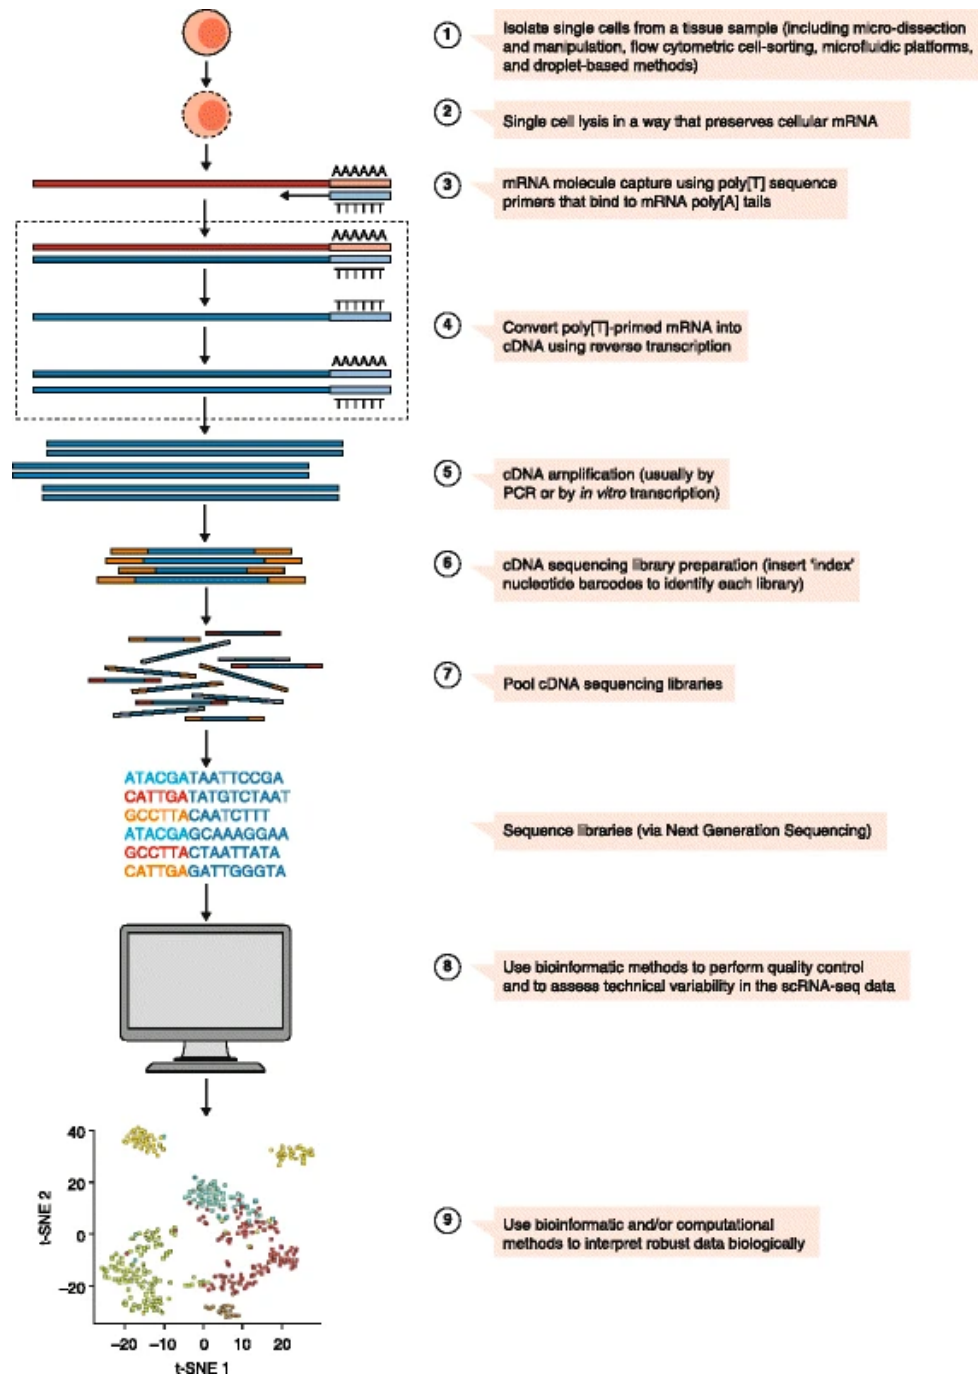 1
Isolate single cells from a tissue sample (including micro-dissection
and manipulation, flow cytometric cell-sorting, microfluidic platforms,
and droplet-based methods)
2
Single cell lysis in a way that preserves cellular mRNA
AAAAAA
TTTTTT
3
mRNA molecule capture using poly[T] sequence
primers that bind to mRNA poly[A] tails
AAAAAA
TTTTTT
TTTTTT
4
Convert poly[T]-primed mRNA into
cDNA using reverse transcription
AAAAAA
TTTTTT
5
cDNA amplification (usually by
PCR or by in vitro transcription)
6
cDNA sequencing library preparation (insert 'index'
nucleotide barcodes to identify each library)
7
Pool cDNA sequencing libraries
ATACGATAATTCCGA
CATTGATATGTCTAAT
GCCTTACAATCTTT
ATACGAGCAAAGGAA
GCCTTACTAATTATA
CATTGAGATTGGGTA
Sequence libraries (via Next Generation Sequencing)
8
Use bioinformatic methods to perform quality control
and to assess technical variability in the scRNA-seq data
9
Use bioinformatic and/or computational
methods to interpret robust data biologically
t-SNE 2
40
20
0
–20
–20 –10 0 10 20
t-SNE 1